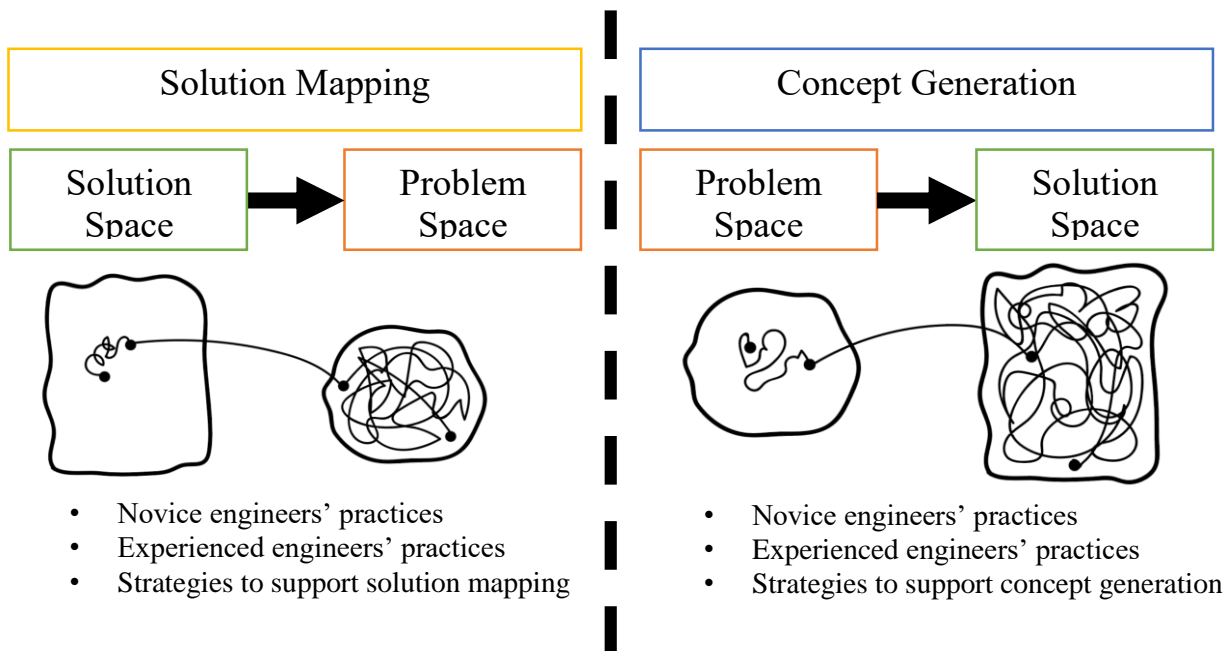 Solution Mapping
Solution
Space
Problem
Space
• Novice engineers’ practices
• Experienced engineers’ practices
• Strategies to support solution mapping
Concept Generation
Problem
Space
Solution
Space
• Novice engineers’ practices
• Experienced engineers’ practices
• Strategies to support concept generation